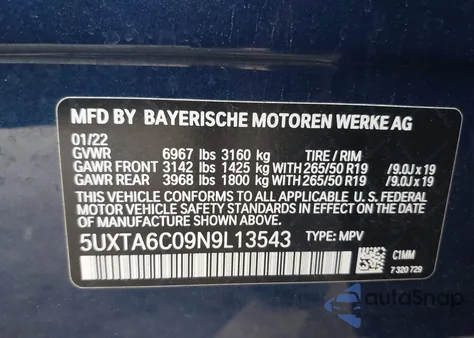 MFD BY BAYERISCHE MOTOREN WERKE AG
01/22
GVWR 6967 lbs 3160 kg TIRE / RIM
GAWR FRONT 3142 lbs 1425 kg WITH 265/50 R19 /9.0J x 19
GAWR REAR 3968 lbs 1800 kg WITH 265/50 R19 /9.0J x 19
THIS VEHICLE CONFORMS TO ALL APPLICABLE U.S. FEDERAL
MOTOR VEHICLE SAFETY STANDARDS IN EFFECT ON THE
DATE OF MANUFACTURE SHOWN ABOVE.
5UXTA6C09N9L13543 TYPE: MPV
C1MM
7 320 729
autoSnap